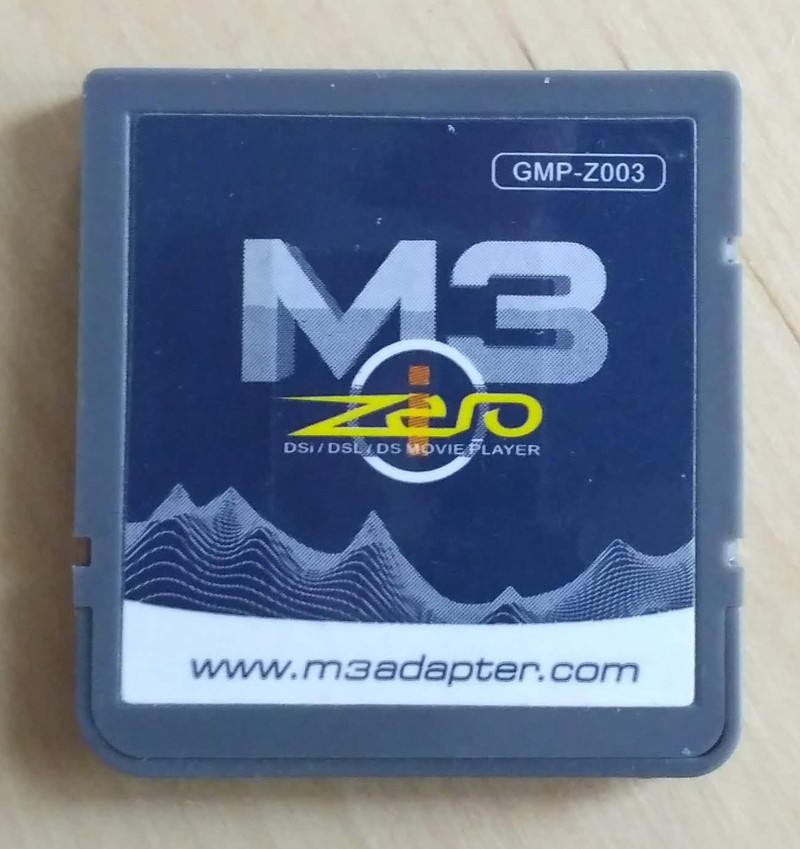 GMP-Z003
M3
i
Zero
DSi / DSL / DS MOVIE PLAYER
www.m3adapter.com